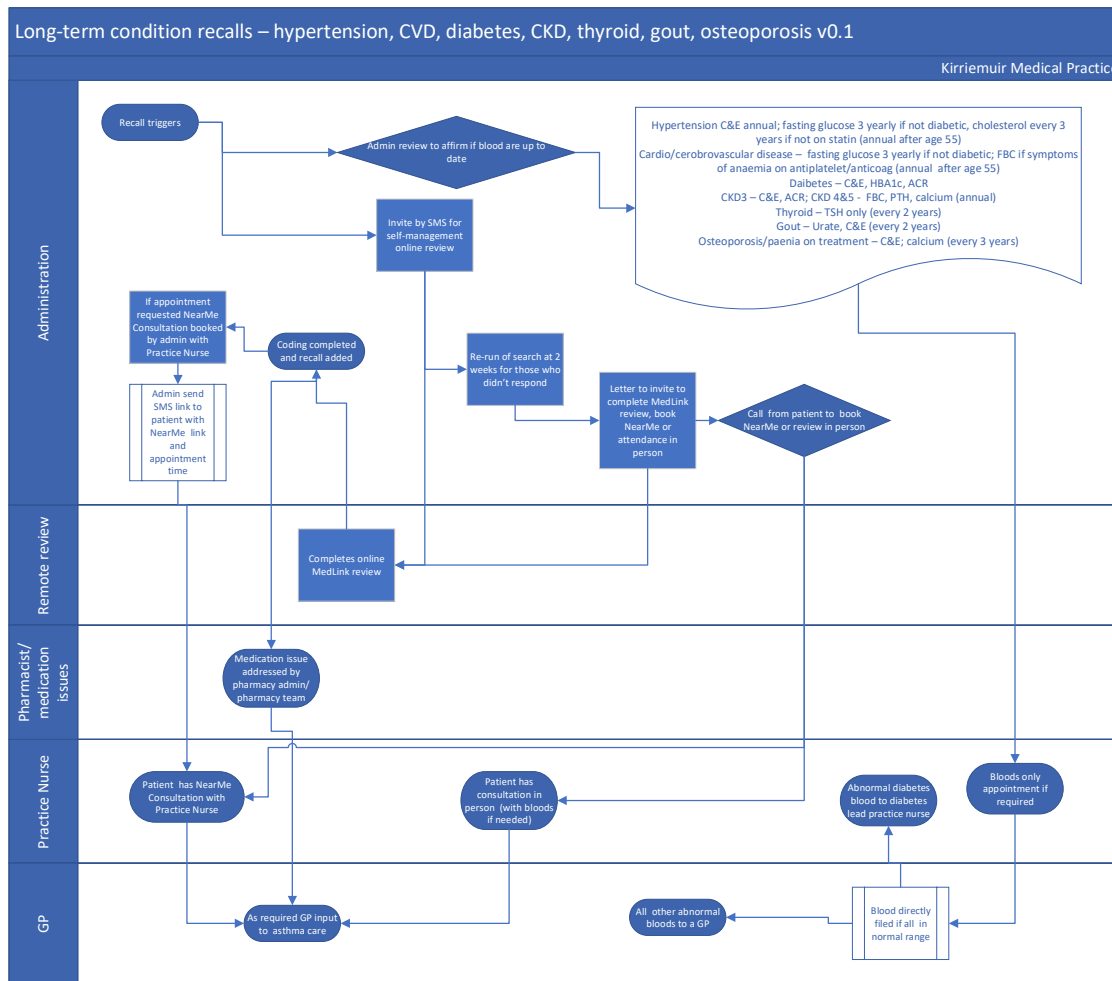 Long-term condition recalls – hypertension, CVD, diabetes, CKD, thyroid, gout, osteoporosis v0.1
Kirriemuir Medical Practice
Administration
Recall triggers
Admin review to affirm if blood are up to
date
Hypertension C&E annual; fasting glucose 3 yearly if not diabetic, cholesterol every 3
years if not on statin (annual after age 55)
Cardio/cerebrovascular disease – fasting glucose 3 yearly if not diabetic; FBC if symptoms
of anaemia on antiplatelet/anticoag (annual after age 55)
Daibetes – C&E, HBA1c, ACR
CKD3 – C&E, ACR; CKD 4&5 - FBC, PTH, calcium (annual)
Thyroid – TSH only (every 2 years)
Gout – Urate, C&E (every 2 years)
Osteoporosis/paenia on treatment – C&E; calcium (every 3 years)
Invite by SMS for
self-management
online review
If appointment
requested NearMe
Consultation booked
by admin with
Practice Nurse
Coding completed
and recall added
Re-run of search at 2
weeks for those who
didn't respond
Letter to invite to
complete MedLink
review, book
NearMe or
attendance in
person
Call from patient to book
NearMe or review in person
Admin send
SMS link to
patient with
NearMe link
and
appointment
time
Remote review
Completes online
MedLink review
Pharmacist/
medication
issues
Medication issue
addressed by
pharmacy admin/
pharmacy team
Practice Nurse
Patient has NearMe
Consultation with
Practice Nurse
Patient has
consultation in
person (with bloods
if needed)
Abnormal diabetes
blood to diabetes
lead practice nurse
Bloods only
appointment if
required
GP
As required GP input
to asthma care
All other abnormal
bloods to a GP
Blood directly
filed if all in
normal range